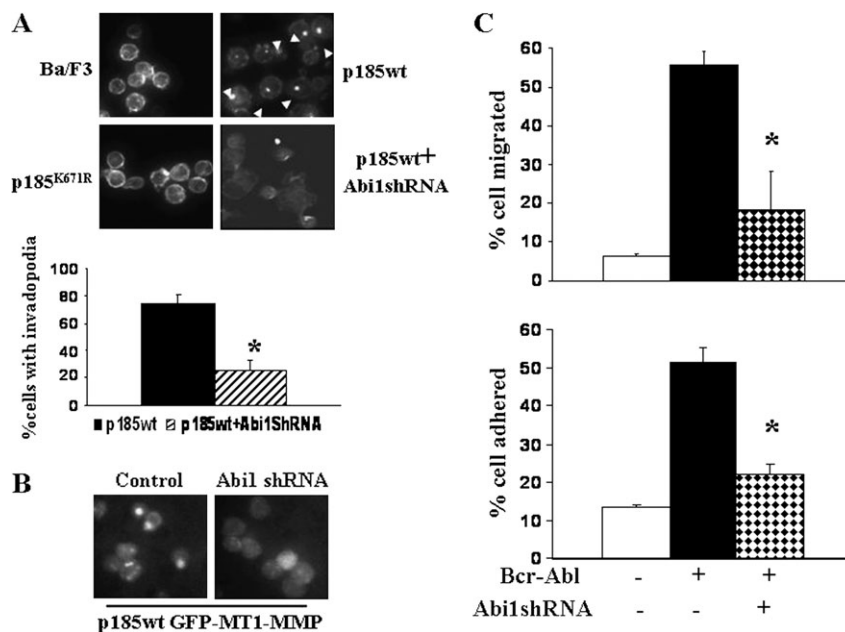 A
Ba/F3
p185wt
p185K671R
p185wt+
Abi1shRNA
%cells with invadopodia
100
80
60
40
20
0
*
p185wt p185wt+Abi1ShRNA
B
Control Abi1 shRNA
p185wt GFP-MT1-MMP
C
% cell migrated
60
50
40
30
20
10
0
*
% cell adhered
60
50
40
30
20
10
0
*
Bcr-Abl - + +
Abi1shRNA - - +